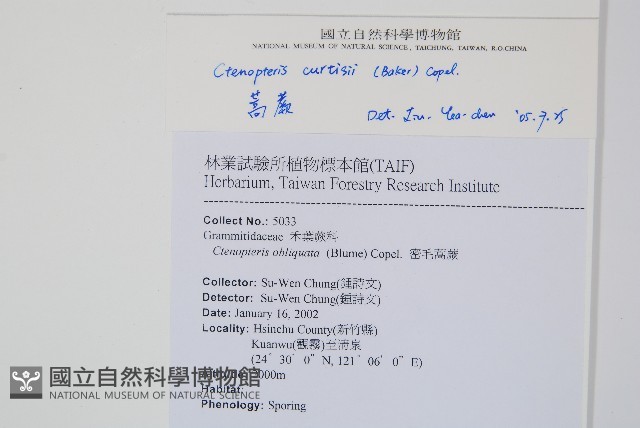 國立自然科學博物館
NATIONAL MUSEUM OF NATURAL SCIENCE, TAICHUNG, TAIWAN, R.O.CHINA
Ctenopteris curtisii (Baker) Copel.
蒿蕨
Det. Lu. Yea-chen '05.7.25
林業試驗所植物標本館(TAIF)
Herbarium, Taiwan Forestry Research Institute
Collect No.: 5033
Grammitidaceae 禾葉蕨科
Ctenopteris obliquata (Blume) Copel. 密毛蒿蕨
Collector: Su-Wen Chung(鍾詩文)
Detector: Su-Wen Chung(鍾詩文)
Date: January 16, 2002
Locality: Hsinchu County(新竹縣)
Kuanwu(觀霧)至清泉
(24° 30' 0" N, 121° 06' 0" E)
000m
Habitat:
Phenology: Sporing
國立自然科學博物館
NATIONAL MUSEUM OF NATURAL SCIENCE